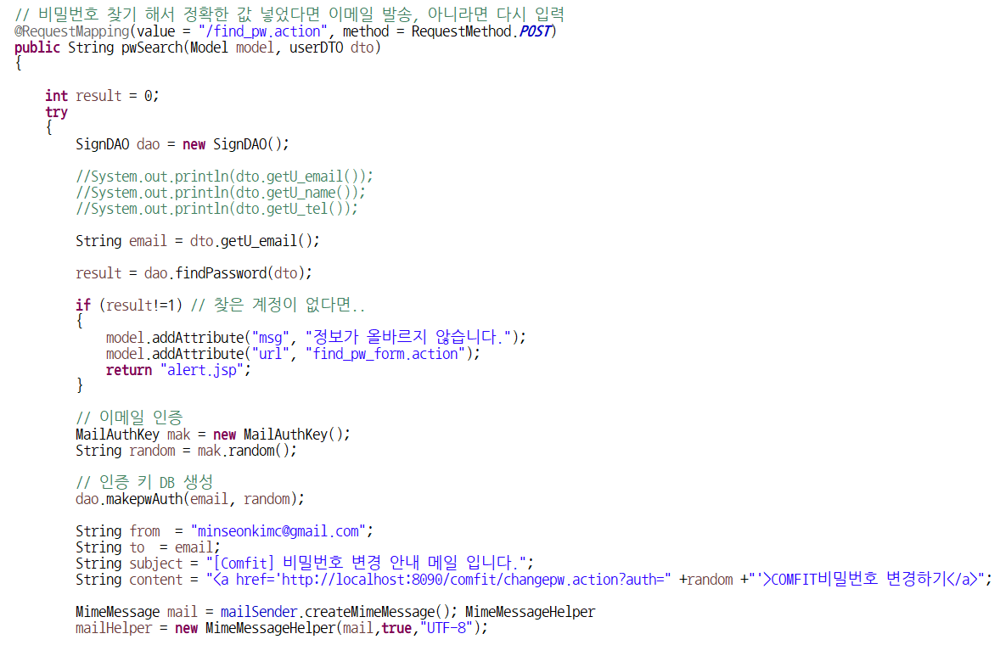 // 비밀번호 찾기 해서 정확한 값 넣었다면 이메일 발송, 아니라면 다시 입력
@RequestMapping(value = "/find_pw.action", method = RequestMethod.POST)
public String pwSearch(Model model, userDTO dto)
{
int result = 0;
try
{
SignDAO dao = new SignDAO();
//System.out.println(dto.getU_email());
//System.out.println(dto.getU_name());
//System.out.println(dto.getU_tel());
String email = dto.getU_email();
result = dao.findPassword(dto);
if (result!=1) // 찾은 계정이 없다면..
{
model.addAttribute("msg", "정보가 올바르지 않습니다.");
model.addAttribute("url", "find_pw_form.action");
return "alert.jsp";
}
// 이메일 인증
MailAuthKey mak = new MailAuthKey();
String random = mak.random();
// 인증 키 DB 생성
dao.makepwAuth(email, random);
String from  = "minseonkimc@gmail.com";
String to  = email;
String subject = "[Comfit] 비밀번호 변경 안내 메일 입니다.";
String content = "<a href='http://localhost:8090/comfit/changepw.action?auth=" +random +"'>COMFIT비밀번호 변경하기</a>";
MimeMessage mail = mailSender.createMimeMessage(); MimeMessageHelper
mailHelper = new MimeMessageHelper(mail,true,"UTF-8");